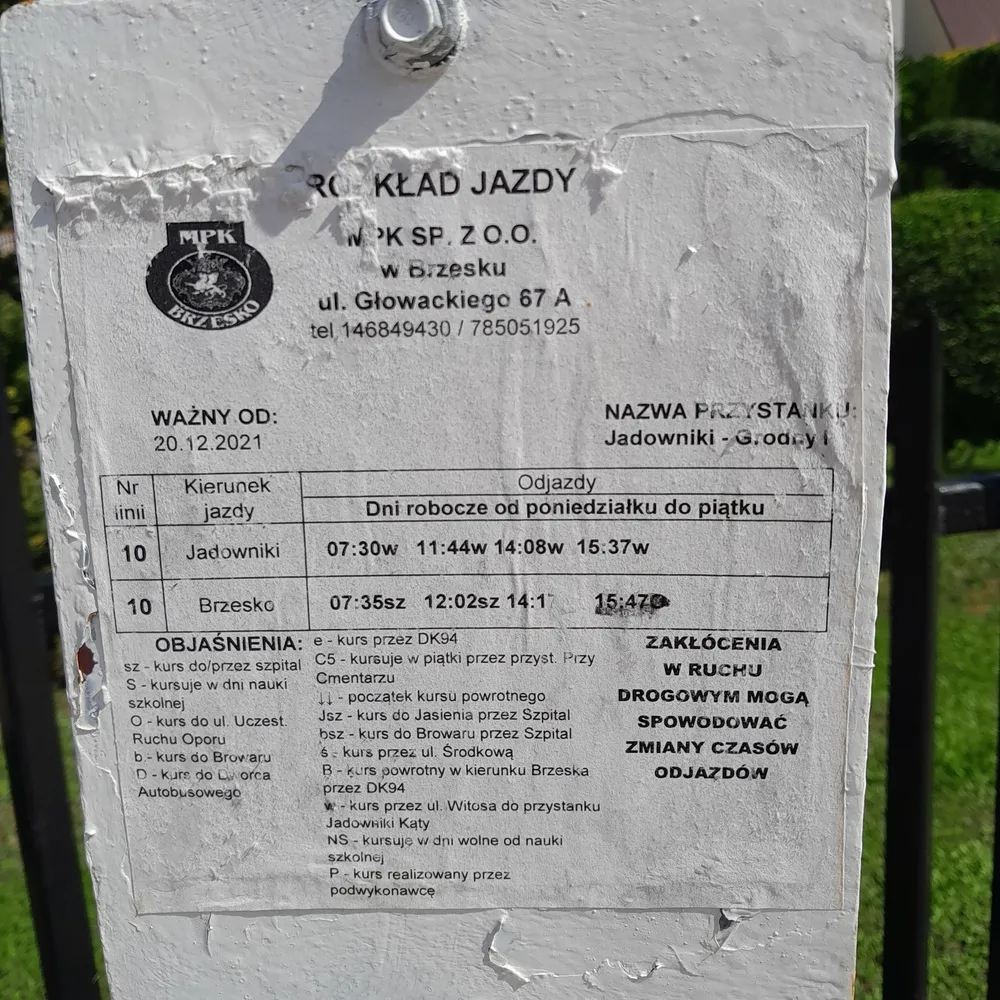 KŁAD JAZDY
MPK
BRZESKO
SP. Z O.O.
w Brzesku
ul. Głowackiego 67 A
tel 146849430 / 785051925
WAŻNY OD:
20.12.2021
NAZWA PRZYSTANKU:
Jadowniki -
Nr linii
Kierunek jazdy
Odjazdy
Dni robocze od poniedziałku do piątku
10 Jadowniki 07:30w 11:44w 14:08w 15:37w
10 Brzesko 07:35sz 12:02sz 15:47
OBJAŚNIENIA:
sz - kurs do/przez szpital
S - kursuje w dni nauki
szkolnej
O - kurs do ul. Uczest.
Ruchu Oporu
b - kurs do Browaru
D - kurs do Dworca
Autobusowego
e - kurs przez DK94
C5 - kursuje w piątki przez przyst. Przy
Cmentarzu
↓↓ - początek kursu powrotnego
Jsz - kurs do Jasienia przez Szpital
bsz - kurs do Browaru przez Szpital
ś - kurs przez ul. Środkową
B - kurs powrotny w kierunku Brzeska
przez DK94
w - kurs przez ul. Witosa do przystanku
Jadowniki Kąty
NS - kursuje w dni wolne od nauki
szkolnej
P - kurs realizowany przez
podwykonawcę
ZAKŁÓCENIA
W RUCHU
DROGOWYM MOGĄ
SPOWODOWAĆ
ZMIANY CZASÓW
ODJAZDÓW